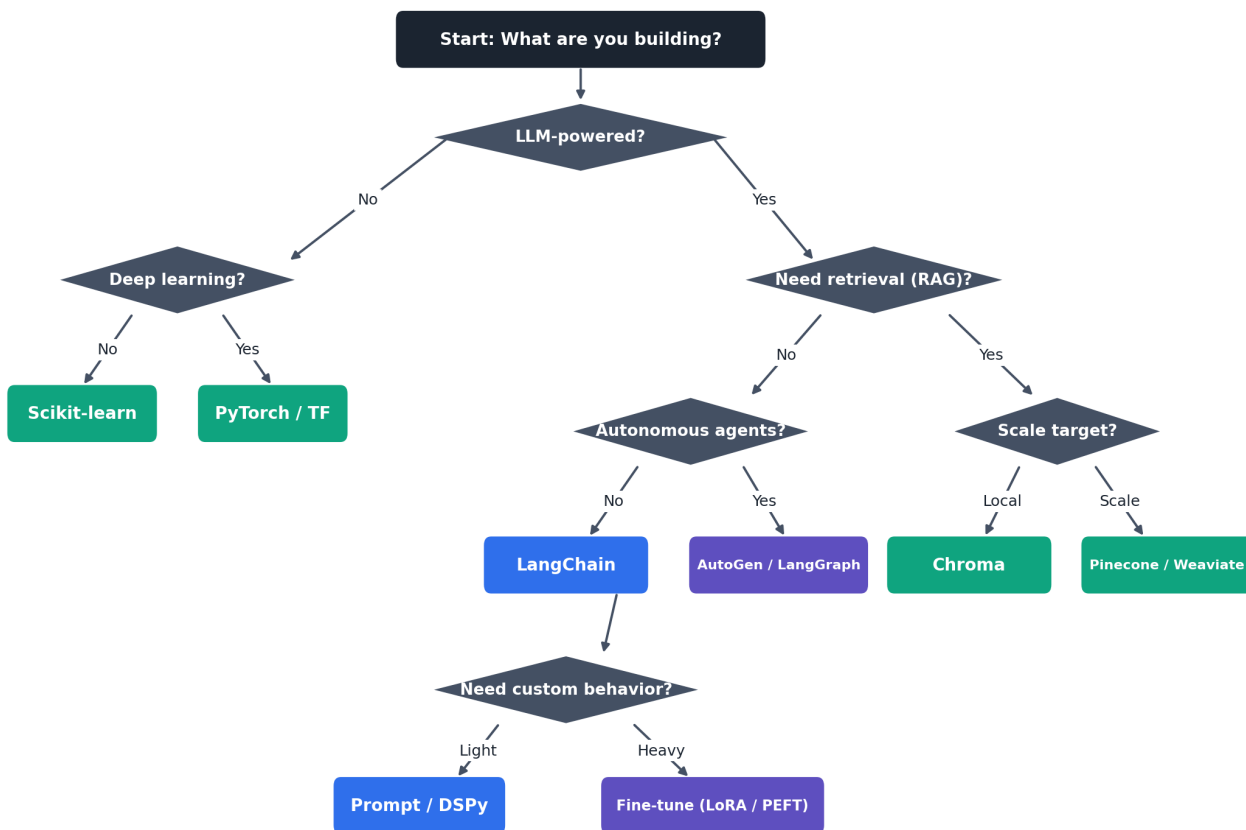 Start: What are you building?
LLM-powered?
No
Yes
Deep learning?
Need retrieval (RAG)?
No
Yes
No
Yes
Scikit-learn
PyTorch / TF
Autonomous agents?
Scale target?
No
Yes
Local
Scale
LangChain
AutoGen / LangGraph
Chroma
Pinecone / Weaviate
Need custom behavior?
Light
Heavy
Prompt / DSPy
Fine-tune (LoRA / PEFT)